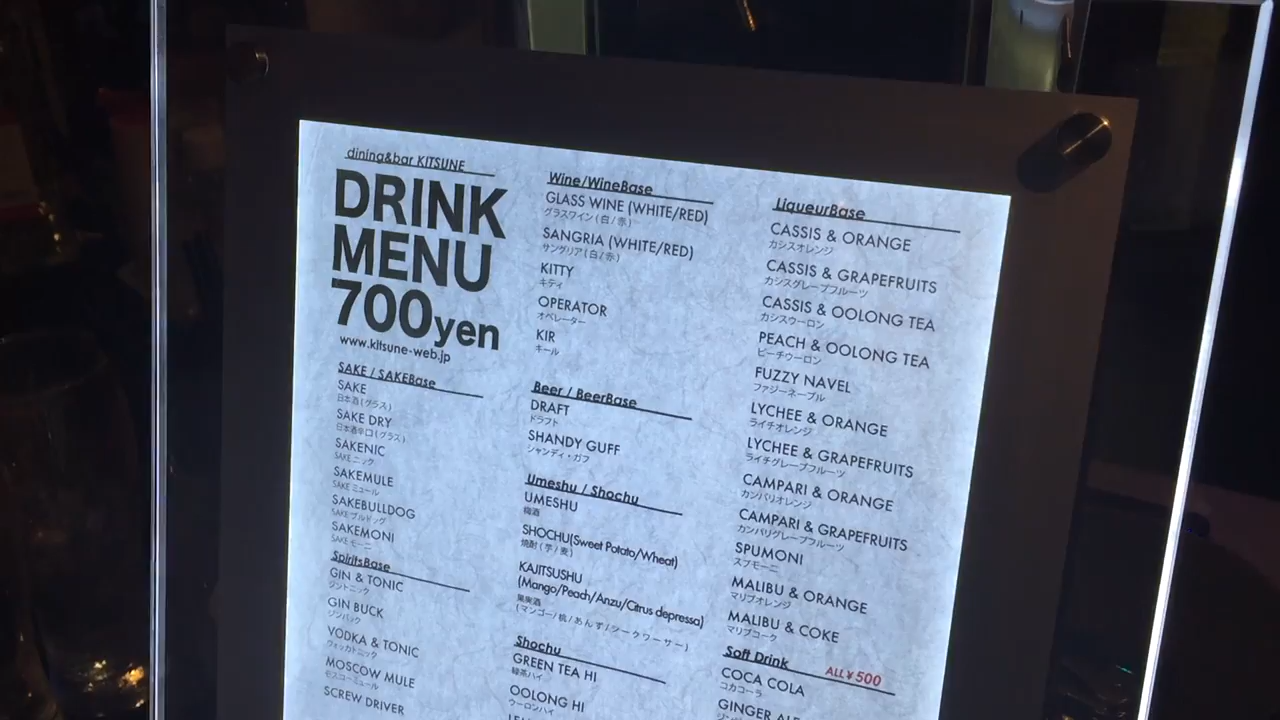 dining&bar KITSUNE
DRINK
MENU
700yen
www.kitsune-web.jp
SAKE / SAKEBase
SAKE
日本酒(グラス)
SAKE DRY
日本酒辛口(グラス)
SAKENIC
SAKE ニック
SAKEMULE
SAKE ミュール
SAKEBULLDOG
SAKE ブルドッグ
SAKEMONI
SAKE モーニ
SpiritsBase
GIN & TONIC
ジントニック
GIN BUCK
ジンバック
VODKA & TONIC
ウォッカトニック
MOSCOW MULE
モスコーミュール
SCREW DRIVER
Wine/WineBase
GLASS WINE (WHITE/RED)
グラスワイン(白/赤)
SANGRIA (WHITE/RED)
サングリア(白/赤)
KITTY
キティ
OPERATOR
オペレーター
KIR
キール
Beer / BeerBase
DRAFT
ドラフト
SHANDY GUFF
シャンディ・ガフ
Umeshu / Shochu
UMESHU
梅酒
SHOCHU(Sweet Potato/Wheat)
焼酎(芋/麦)
KAJITSUSHU
(Mango/Peach/Anzu/Citrus depressa)
果実酒
(マンゴー/桃/あんず/シークワーサー)
Shochu
GREEN TEA HI
緑茶ハイ
OOLONG HI
ウーロンハイ
LiqueurBase
CASSIS & ORANGE
カシスオレンジ
CASSIS & GRAPEFRUITS
カシスグレープフルーツ
CASSIS & OOLONG TEA
カシスウーロン
PEACH & OOLONG TEA
ピーチウーロン
FUZZY NAVEL
ファジーネーブル
LYCHEE & ORANGE
ライチオレンジ
LYCHEE & GRAPEFRUITS
ライチグレープフルーツ
CAMPARI & ORANGE
カンパリオレンジ
CAMPARI & GRAPEFRUITS
カンパリグレープフルーツ
SPUMONI
スプモーニ
MALIBU & ORANGE
マリブオレンジ
MALIBU & COKE
マリブコーク
Soft Drink ALL¥500
COCA COLA
コカコーラ
GINGER ALE